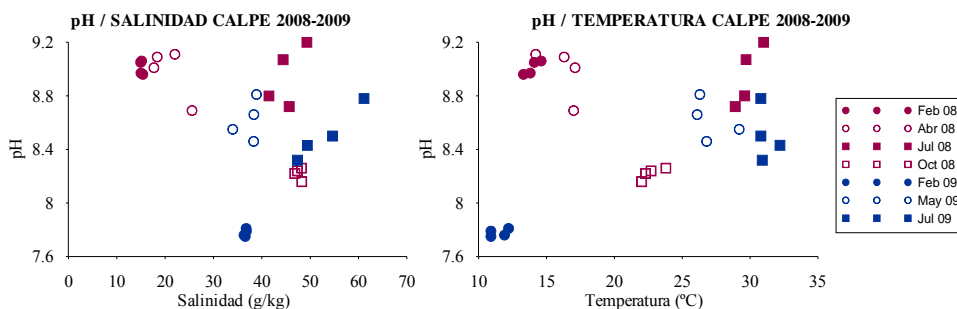 pH / SALINIDAD CALPE 2008-2009
9.2
8.8
8.4
8
7.6
pH
0 10 20 30 40 50 60 70
Salinidad (g/kg)
pH / TEMPERATURA CALPE 2008-2009
9.2
8.8
8.4
8
7.6
pH
10 15 20 25 30 35
Temperatura (ºC)
Feb 08
Abr 08
Jul 08
Oct 08
Feb 09
May 09
Jul 09